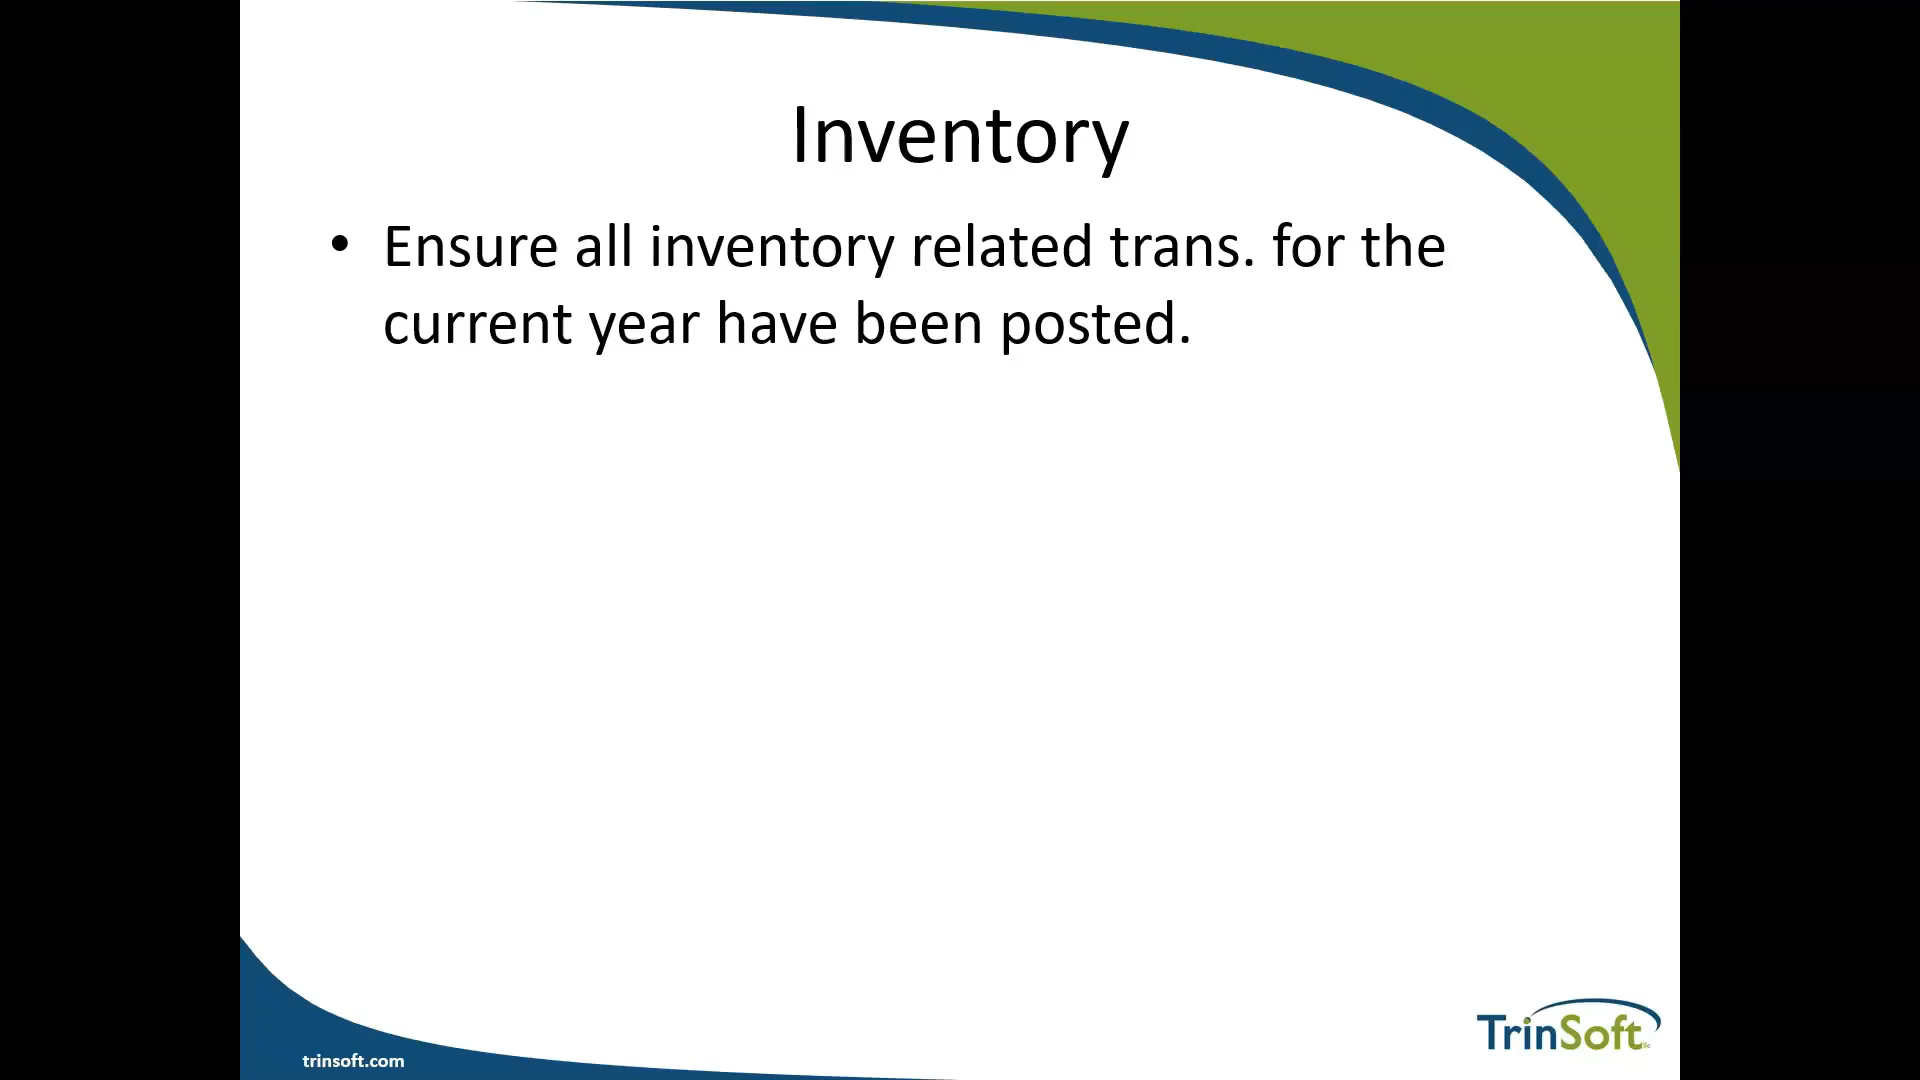 Inventory
• Ensure all inventory related trans. for the
current year have been posted.
trinsoft.com
TrinSoft